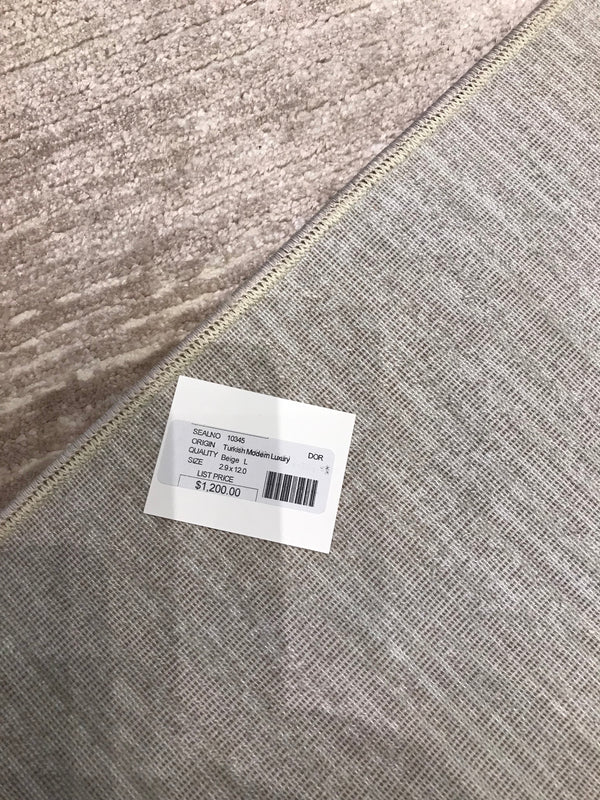 SEALNO 10345
ORIGIN Turkish Modern Luxury DOR
QUALITY Beige L
SIZE 2.9 x 12.0
LIST PRICE
$1,200.00